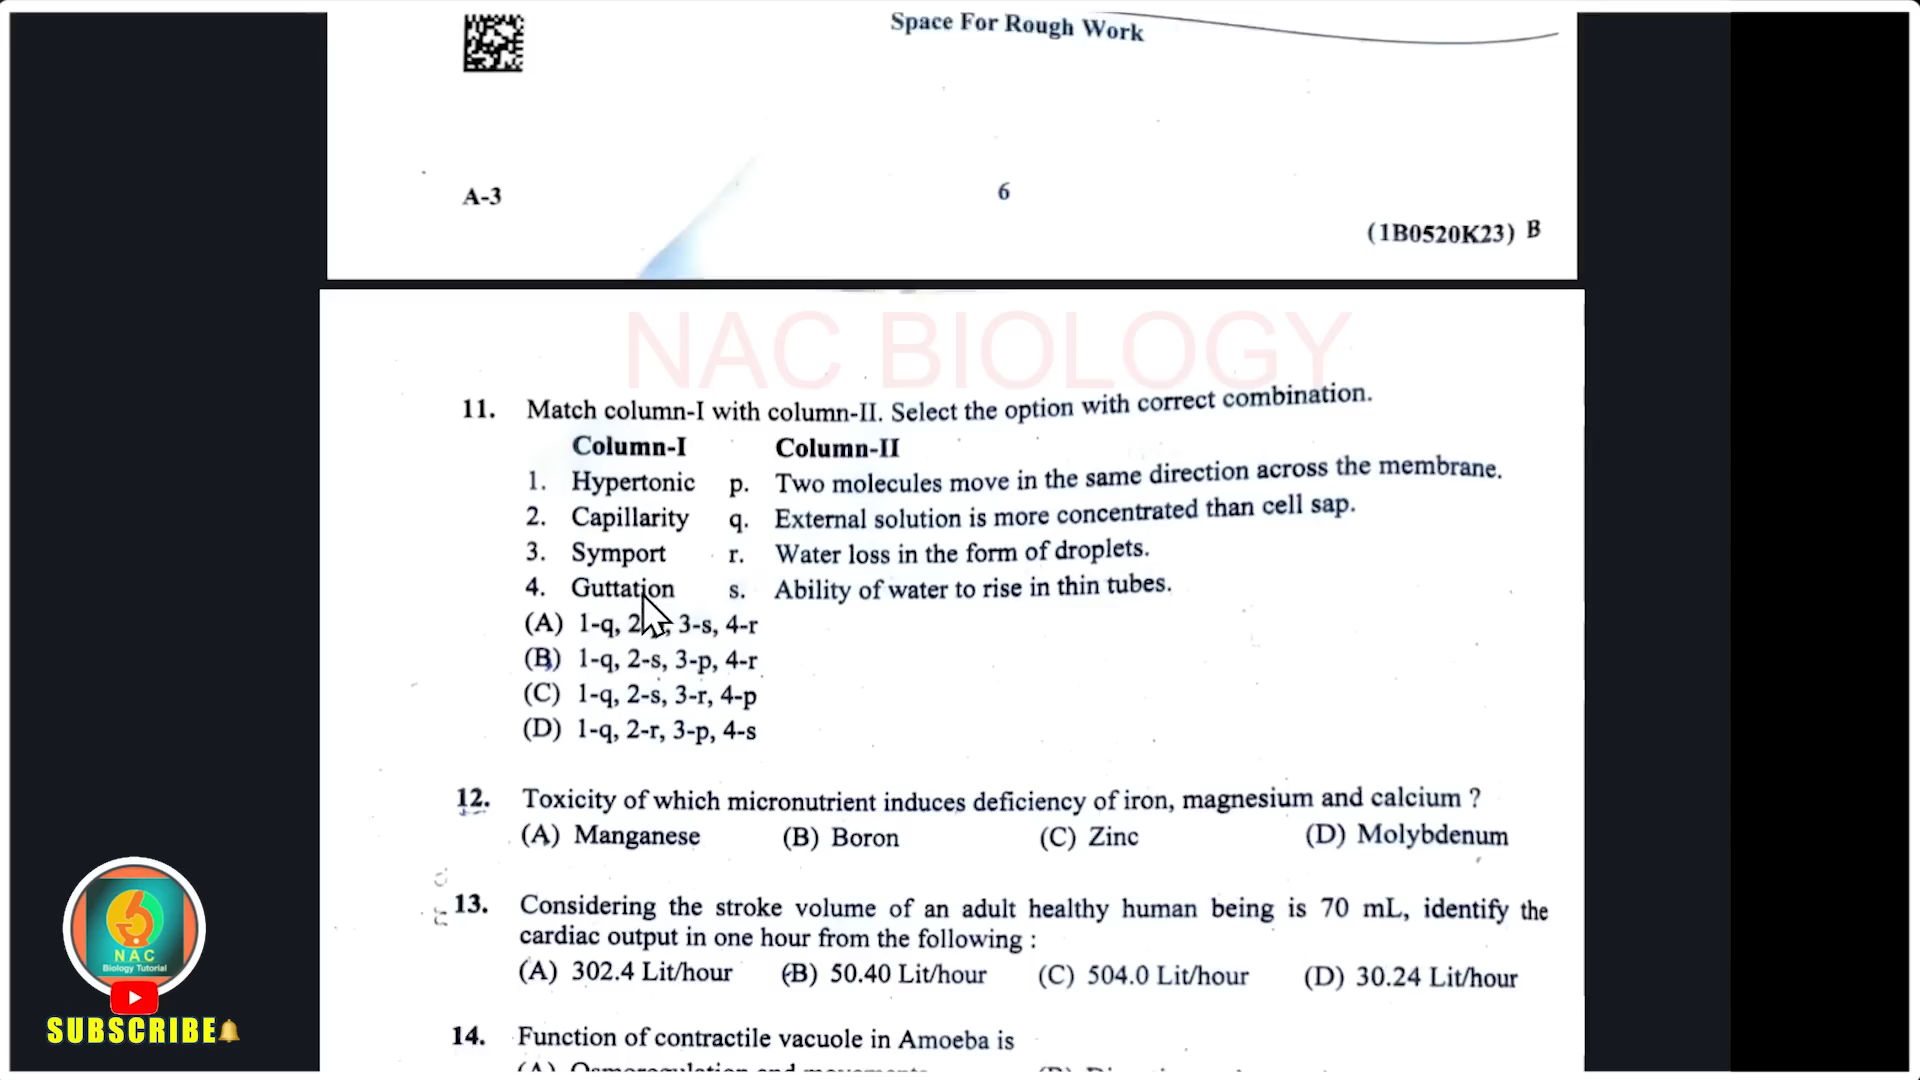 Space For Rough Work
A-3
6
(1B0520K23) B
NAC BIOLOGY
11. Match column-I with column-II. Select the option with correct combination.
Column-I Column-II
1. Hypertonic p. Two molecules move in the same direction across the membrane.
2. Capillarity q. External solution is more concentrated than cell sap.
3. Symport r. Water loss in the form of droplets.
4. Guttation s. Ability of water to rise in thin tubes.
(A) 1-q, 3-s, 4-r
(B) 1-q, 2-s, 3-p, 4-r
(C) 1-q, 2-s, 3-r, 4-p
(D) 1-q, 2-r, 3-p, 4-s
12. Toxicity of which micronutrient induces deficiency of iron, magnesium and calcium ?
(A) Manganese (B) Boron (C) Zinc (D) Molybdenum
13. Considering the stroke volume of an adult healthy human being is 70 mL, identify the
cardiac output in one hour from the following :
(A) 302.4 Lit/hour (B) 50.40 Lit/hour (C) 504.0 Lit/hour (D) 30.24 Lit/hour
14. Function of contractile vacuole in Amoeba is
NAC
Biology Tutorial
SUBSCRIBE